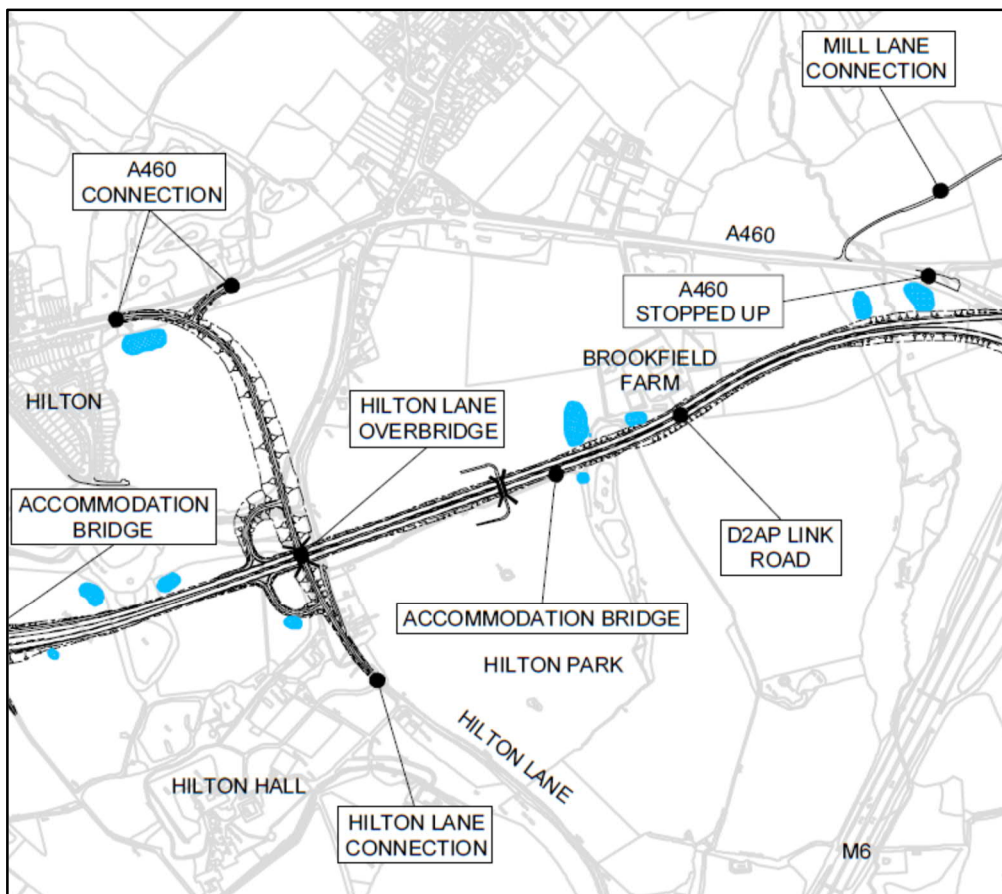 MILL LANE
CONNECTION
A460
CONNECTION
A460
A460
STOPPED UP
BROOKFIELD
FARM
HILTON
HILTON LANE
OVERBRIDGE
ACCOMMODATION
BRIDGE
D2AP LINK
ROAD
ACCOMMODATION BRIDGE
HILTON PARK
HILTON LANE
HILTON HALL
HILTON LANE
CONNECTION
M6